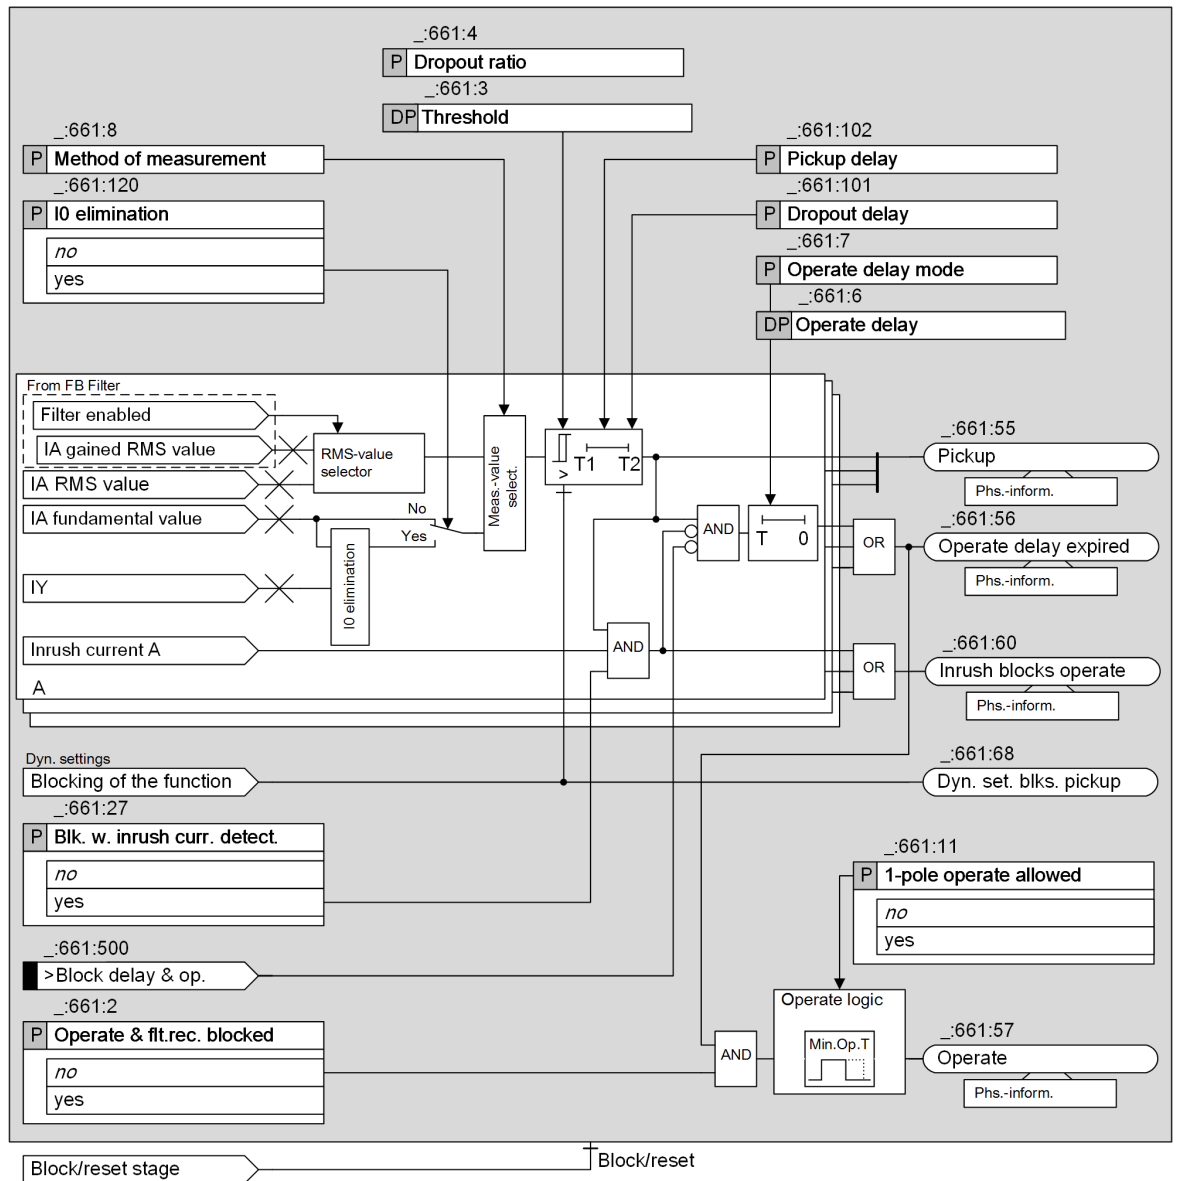 _:661:4
P Dropout ratio
_:661:3
DP Threshold
_:661:8
P Method of measurement
_:661:120
P I0 elimination
no
yes
_:661:102
P Pickup delay
_:661:101
P Dropout delay
_:661:7
P Operate delay mode
_:661:6
DP Operate delay
From FB Filter
Filter enabled
IA gained RMS value
IA RMS value
IA fundamental value
IY
Inrush current A
A
RMS-value
selector
No
Yes
I0 elimination
Meas.-value
select.
>
T1 T2
AND
T 0
AND
OR
OR
_:661:55
Pickup
Phs.-inform.
_:661:56
Operate delay expired
Phs.-inform.
_:661:60
Inrush blocks operate
Phs.-inform.
_:661:68
Dyn. set. blks. pickup
Dyn. settings
Blocking of the function
_:661:27
P Blk. w. inrush curr. detect.
no
yes
_:661:500
>Block delay & op.
_:661:2
P Operate & flt.rec. blocked
no
yes
_:661:11
P 1-pole operate allowed
no
yes
AND
Operate logic
Min.Op.T
_:661:57
Operate
Phs.-inform.
Block/reset stage
Block/reset